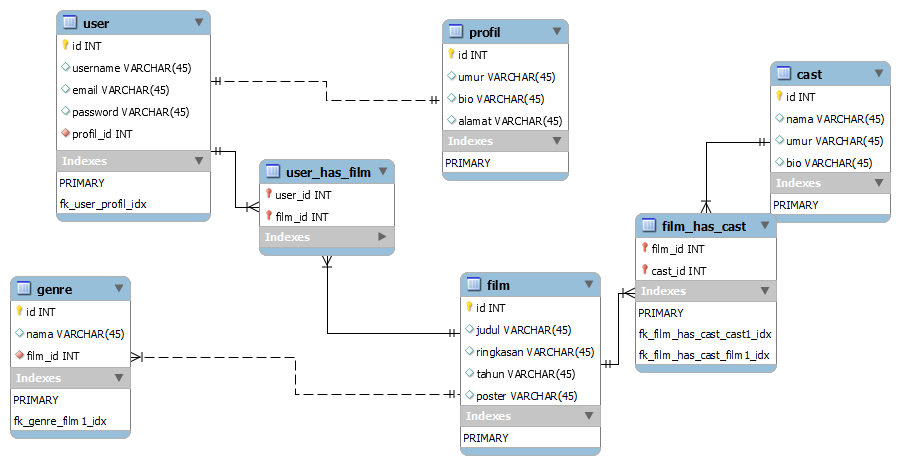 user
id INT
username VARCHAR(45)
email VARCHAR(45)
password VARCHAR(45)
profil_id INT
Indexes
PRIMARY
fk_user_profil_idx
profil
id INT
umur VARCHAR(45)
bio VARCHAR(45)
alamat VARCHAR(45)
Indexes
PRIMARY
cast
id INT
nama VARCHAR(45)
umur VARCHAR(45)
bio VARCHAR(45)
Indexes
PRIMARY
user_has_film
user_id INT
film_id INT
Indexes
film_has_cast
film_id INT
cast_id INT
Indexes
PRIMARY
fk_film_has_cast_cast1_idx
fk_film_has_cast_film1_idx
genre
id INT
nama VARCHAR(45)
film_id INT
Indexes
PRIMARY
fk_genre_film1_idx
film
id INT
judul VARCHAR(45)
ringkasan VARCHAR(45)
tahun VARCHAR(45)
poster VARCHAR(45)
Indexes
PRIMARY